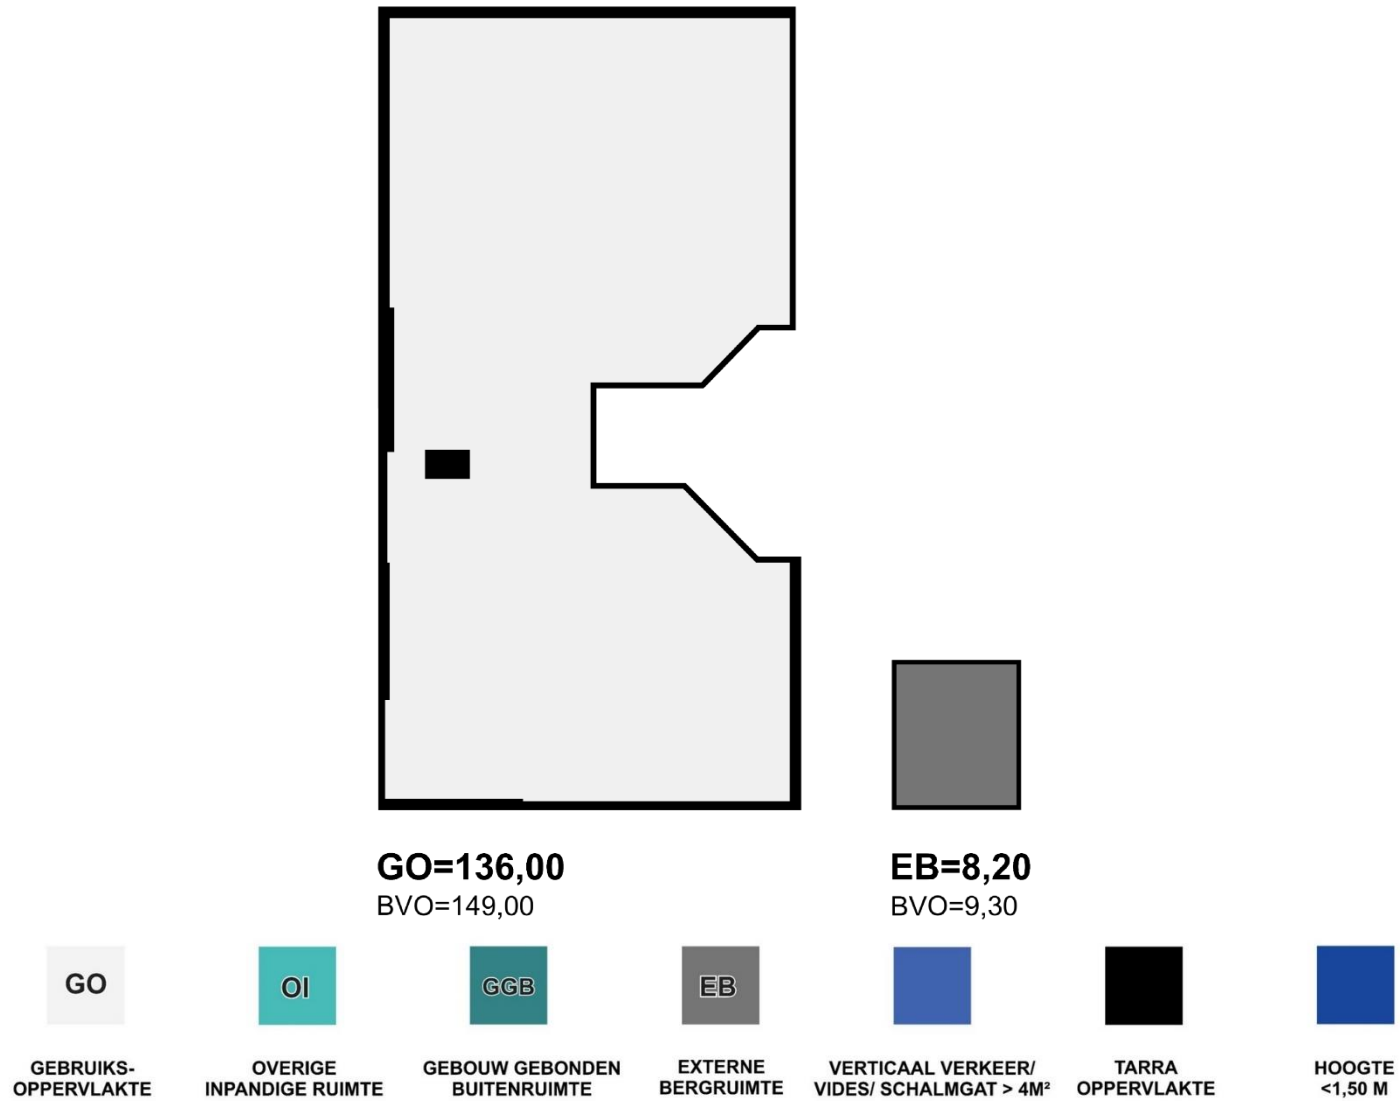 GO=136,00
BVO=149,00
EB=8,20
BVO=9,30
GO
OI
GGB
EB
GEBRUIKS-
OPPERVLAKTE
OVERIGE
INPANDIGE RUIMTE
GEBOUW GEBONDEN
BUITENRUIMTE
EXTERNE
BERGRUIMTE
VERTICAAL VERKEER/
VIDES/ SCHALMGAT > 4M²
TARRA
OPPERVLAKTE
HOOGTE
<1,50 M